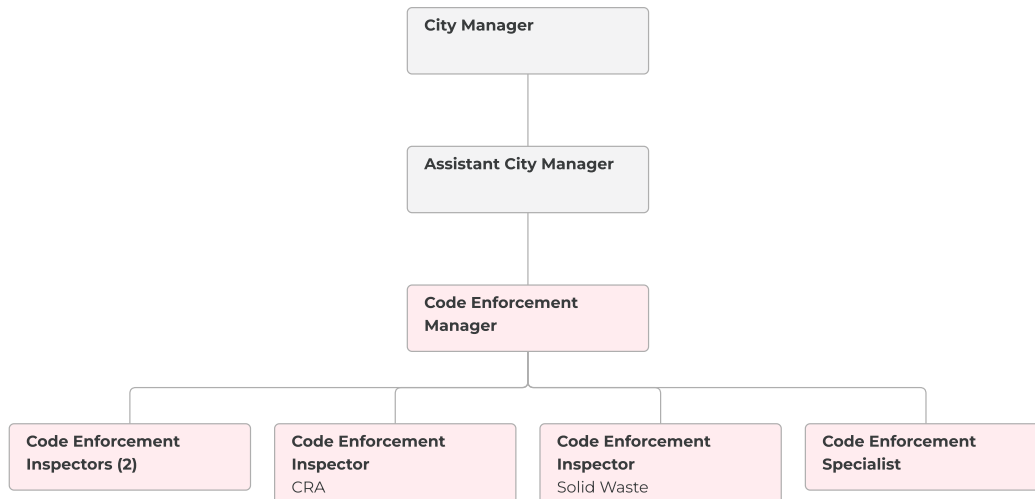 City Manager
Assistant City Manager
Code Enforcement
Manager
Code Enforcement
Inspectors (2)
Code Enforcement
Inspector
CRA
Code Enforcement
Inspector
Solid Waste
Code Enforcement
Specialist